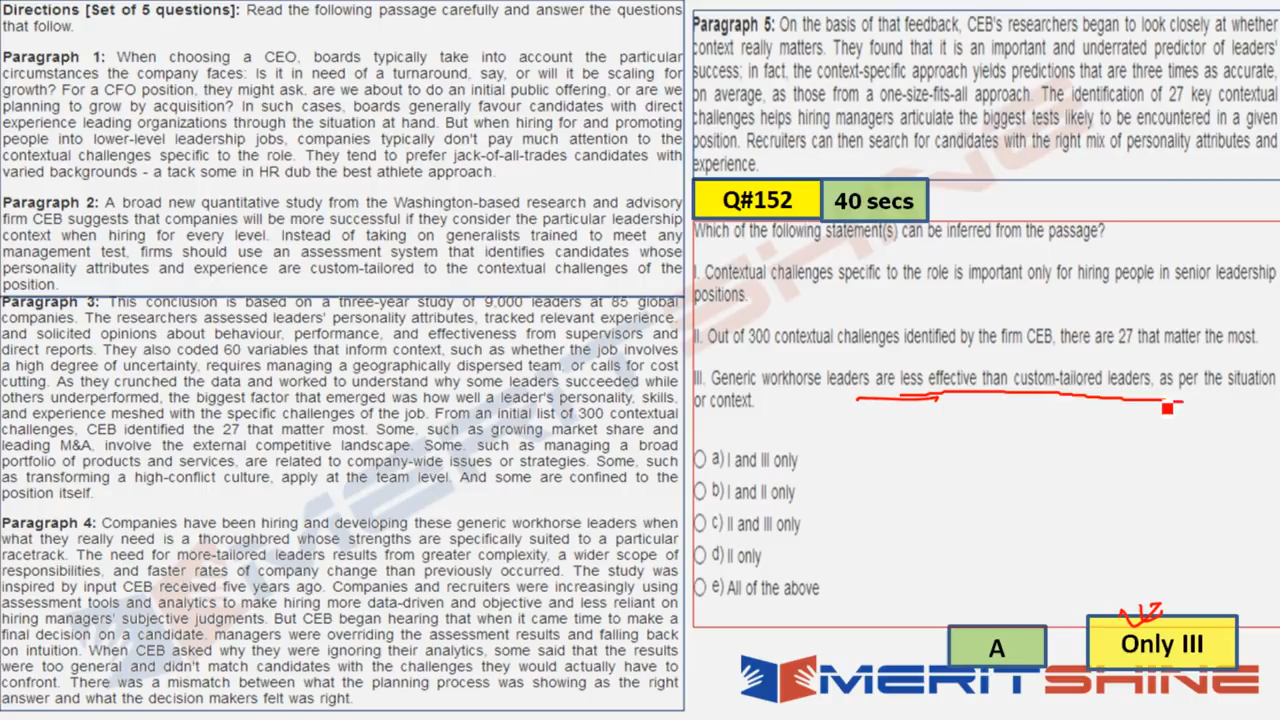 Directions [Set of 5 questions]: Read the following passage carefully and answer the questions
that follow.
Paragraph 1: When choosing a CEO, boards typically take into account the particular
circumstances the company faces: Is it in need of a turnaround, say, or will it be scaling for
growth? For a CFO position, they might ask, are we about to do an initial public offering, or are we
planning to grow by acquisition? In such cases, boards generally favour candidates with direct
experience leading organizations through the situation at hand. But when hiring for and promoting
people into lower-level leadership jobs, companies typically don't pay much attention to the
contextual challenges specific to the role. They tend to prefer jack-of-all-trades candidates with
varied backgrounds - a tack some in HR dub the best athlete approach.
Paragraph 2: A broad new quantitative study from the Washington-based research and advisory
firm CEB suggests that companies will be more successful if they consider the particular leadership
context when hiring for every level. Instead of taking on generalists trained to meet any
management test, firms should use an assessment system that identifies candidates whose
personality attributes and experience are custom-tailored to the contextual challenges of the
position.
Paragraph 3: This conclusion is based on a three-year study of 9,000 leaders at 85 global
companies. The researchers assessed leaders' personality attributes, tracked relevant experience,
and solicited opinions about behaviour, performance, and effectiveness from supervisors and
direct reports. They also coded 60 variables that inform context, such as whether the job involves
a high degree of uncertainty, requires managing a geographically dispersed team, or calls for cost
cutting. As they crunched the data and worked to understand why some leaders succeeded while
others underperformed, the biggest factor that emerged was how well a leader's personality, skills,
and experience meshed with the specific challenges of the job. From an initial list of 300 contextual
challenges, CEB identified the 27 that matter most. Some, such as growing market share and
leading M&A, involve the external competitive landscape. Some, such as managing a broad
portfolio of products and services, are related to company-wide issues or strategies. Some, such
as transforming a high-conflict culture, apply at the team level. And some are confined to the
position itself.
Paragraph 4: Companies have been hiring and developing these generic workhorse leaders when
what they really need is a thoroughbred whose strengths are specifically suited to a particular
racetrack. The need for more-tailored leaders results from greater complexity, a wider scope of
responsibilities, and faster rates of company change than previously occurred. The study was
inspired by input CEB received five years ago. Companies and recruiters were increasingly using
assessment tools and analytics to make hiring more data-driven and objective and less reliant on
hiring managers' subjective judgments. But CEB began hearing that when it came time to make a
final decision on a candidate, managers were overriding the assessment results and falling back
on intuition. When CEB asked why they were ignoring their analytics, some said that the results
were too general and didn't match candidates with the challenges they would actually have to
confront. There was a mismatch between what the planning process was showing as the right
answer and what the decision makers felt was right.
Paragraph 5: On the basis of that feedback, CEB's researchers began to look closely at whether
context really matters. They found that it is an important and underrated predictor of leaders'
success; in fact, the context-specific approach yields predictions that are three times as accurate,
on average, as those from a one-size-fits-all approach. The identification of 27 key contextual
challenges helps hiring managers articulate the biggest tests likely to be encountered in a given
position. Recruiters can then search for candidates with the right mix of personality attributes and
experience.
Q#152
40 secs
Which of the following statement(s) can be inferred from the passage?
I. Contextual challenges specific to the role is important only for hiring people in senior leadership
positions.
II. Out of 300 contextual challenges identified by the firm CEB, there are 27 that matter the most.
III. Generic workhorse leaders are less effective than custom-tailored leaders, as per the situation
or context.
a) I and III only
b) I and II only
c) II and III only
d) II only
e) All of the above
A
Only III
MERITSHINE